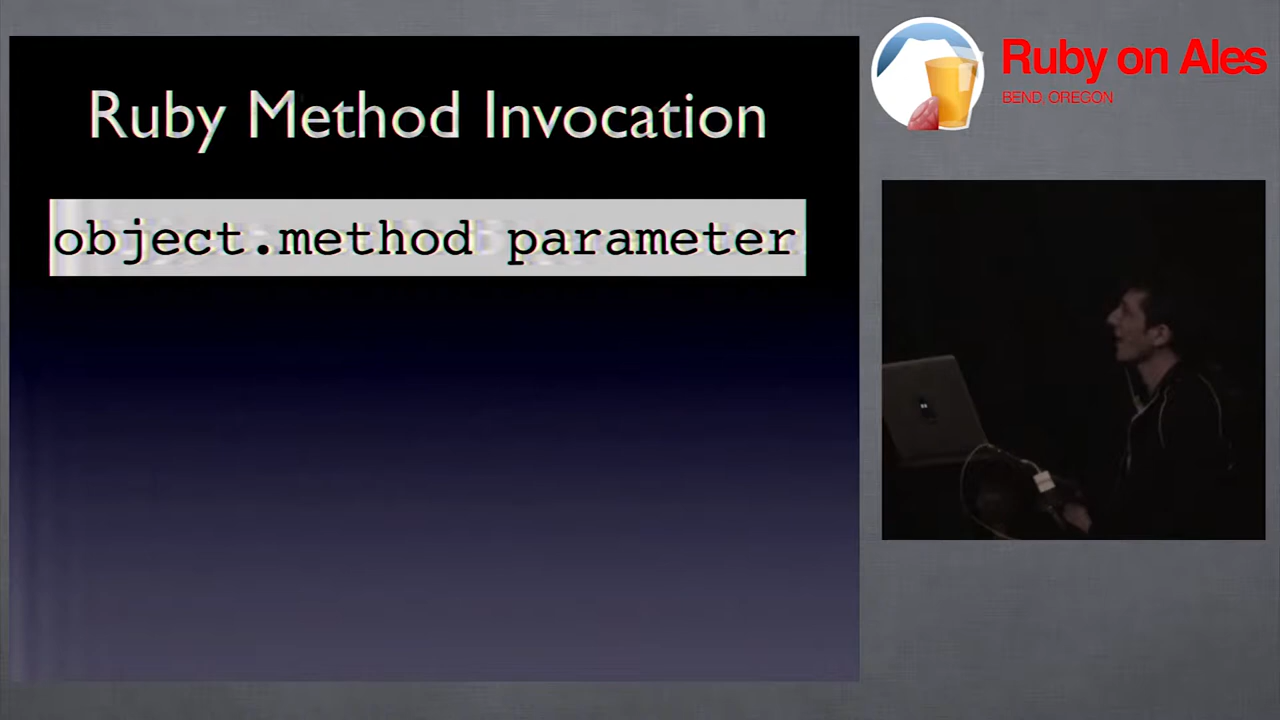 Ruby Method Invocation
object.method parameter
Ruby on Ales
BEND, OREGON